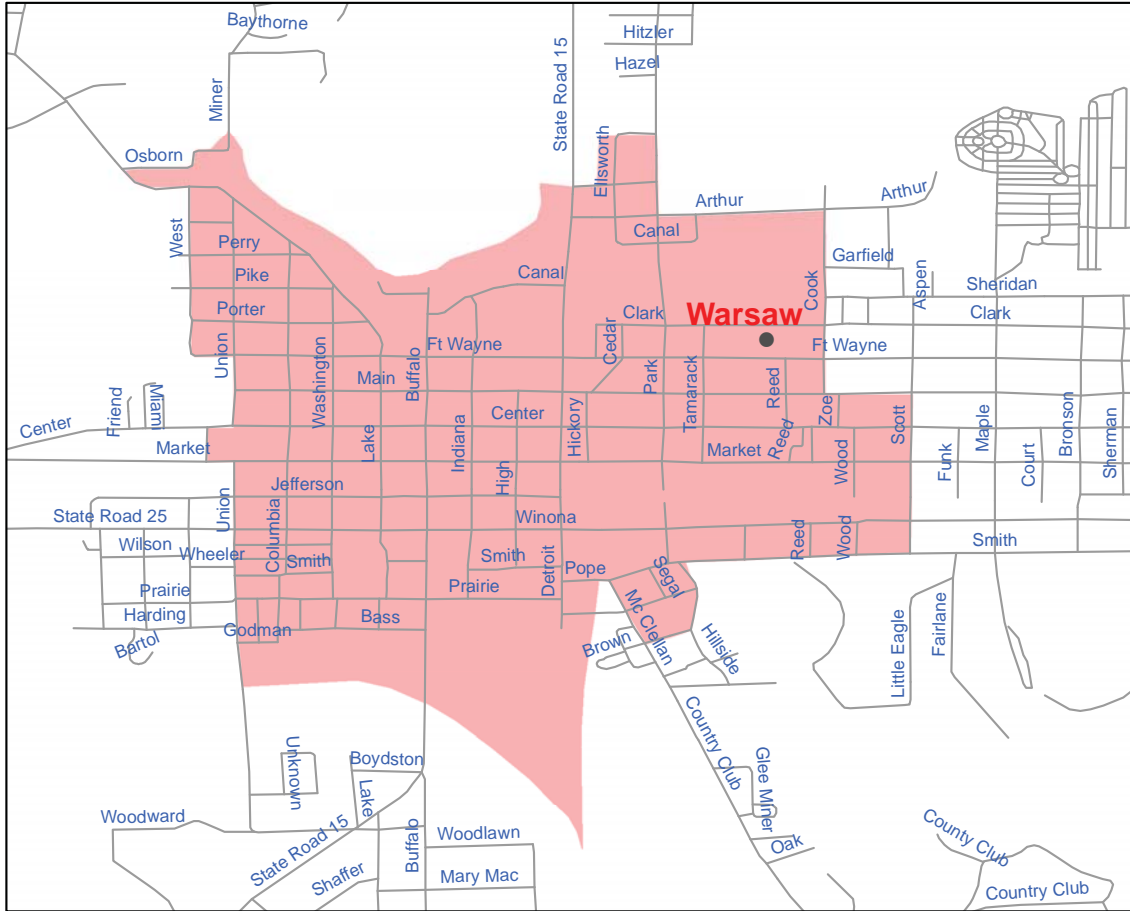 Baythorne
Hitzler
Hazel
State Road 15
Miner
Osborn
Ellsworth
Arthur
Arthur
West
Perry
Canal
Garfield
Pike
Canal
Cook
Aspen
Sheridan
Porter
Clark
Warsaw
Clark
Union
Washington
Buffalo
Ft Wayne
Cedar
Ft Wayne
Main
Park
Tamarack
Reed
Friend
Miami
Center
Center
Hickory
Zoe
Scott
Maple
Bronson
Market
Lake
Indiana
High
Market
Reed
Wood
Funk
Court
Sherman
Jefferson
State Road 25
Union
Columbia
Winona
Wilson
Wheeler
Smith
Smith
Detroit
Pope
Reed
Wood
Smith
Prairie
Prairie
Segal
Harding
Godman
Bass
Mc Clellan
Bartol
Brown
Hillside
Little Eagle
Fairlane
Country Club
Unknown
Boydston
Lake
Glee Miner
Woodward
State Road 15
Buffalo
Woodlawn
Oak
County Club
Shaffer
Mary Mac
Country Club